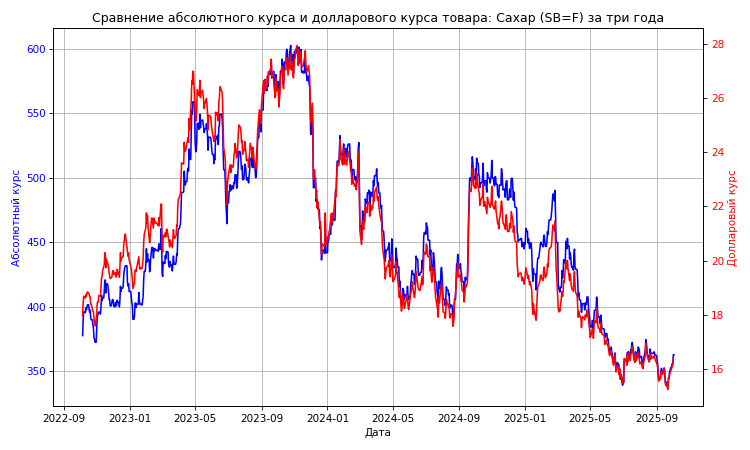 Сравнение абсолютного курса и долларового курса товара: Сахар (SB=F) за три года
Абсолютный курс
600
550
500
450
400
350
Долларовый курс
28
26
24
22
20
18
16
2022-09 2023-01 2023-05 2023-09 2024-01 2024-05 2024-09 2025-01 2025-05 2025-09
Дата